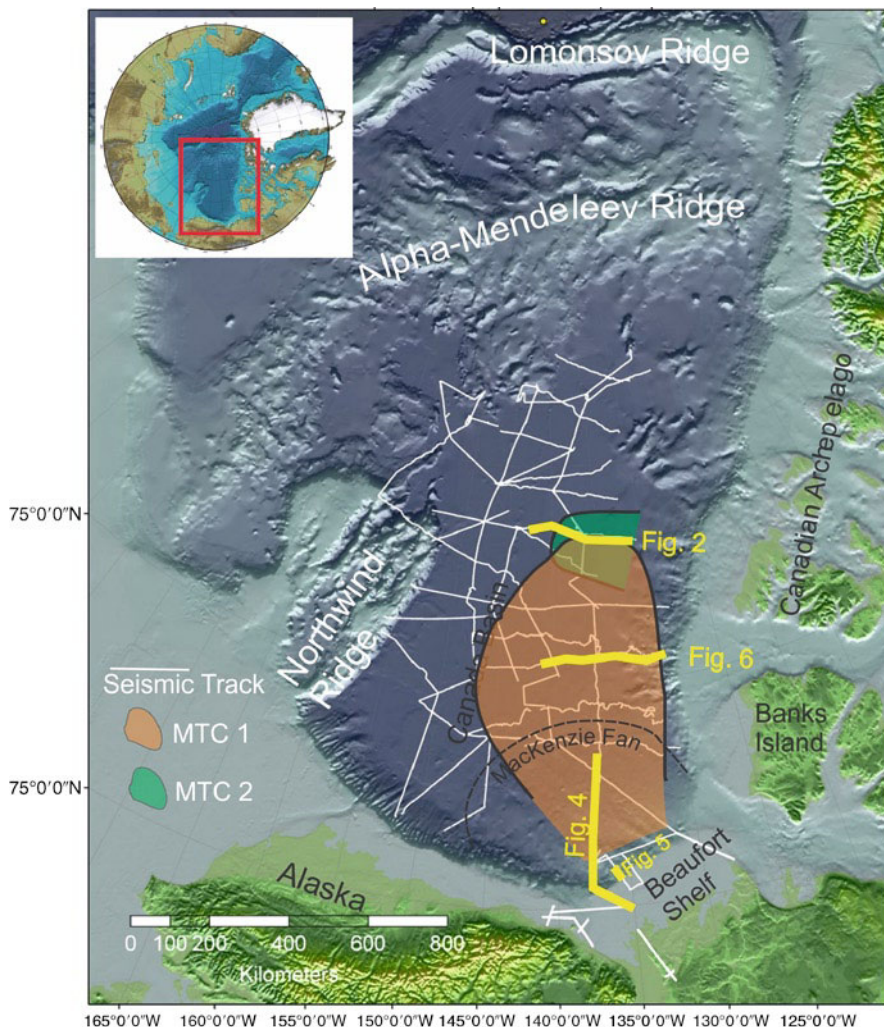 Lomonsov Ridge
Alpha-Mendeleev Ridge
Canadian Archep elago
75°0'0"N
Fig. 2
Northwind
Ridge
Canada Basin
Fig. 6
Seismic Track
MTC 1
MTC 2
Banks
Island
MacKenzie Fan
75°0'0"N
Fig. 4
Fig. 5
Beaufort
Shelf
Alaska
0 100 200 400 600 800
Kilometers
165°0'0"W 160°0'0"W 155°0'0"W 150°0'0"W 145°0'0"W 140°0'0"W 135°0'0"W 130°0'0"W 125°0'0"W